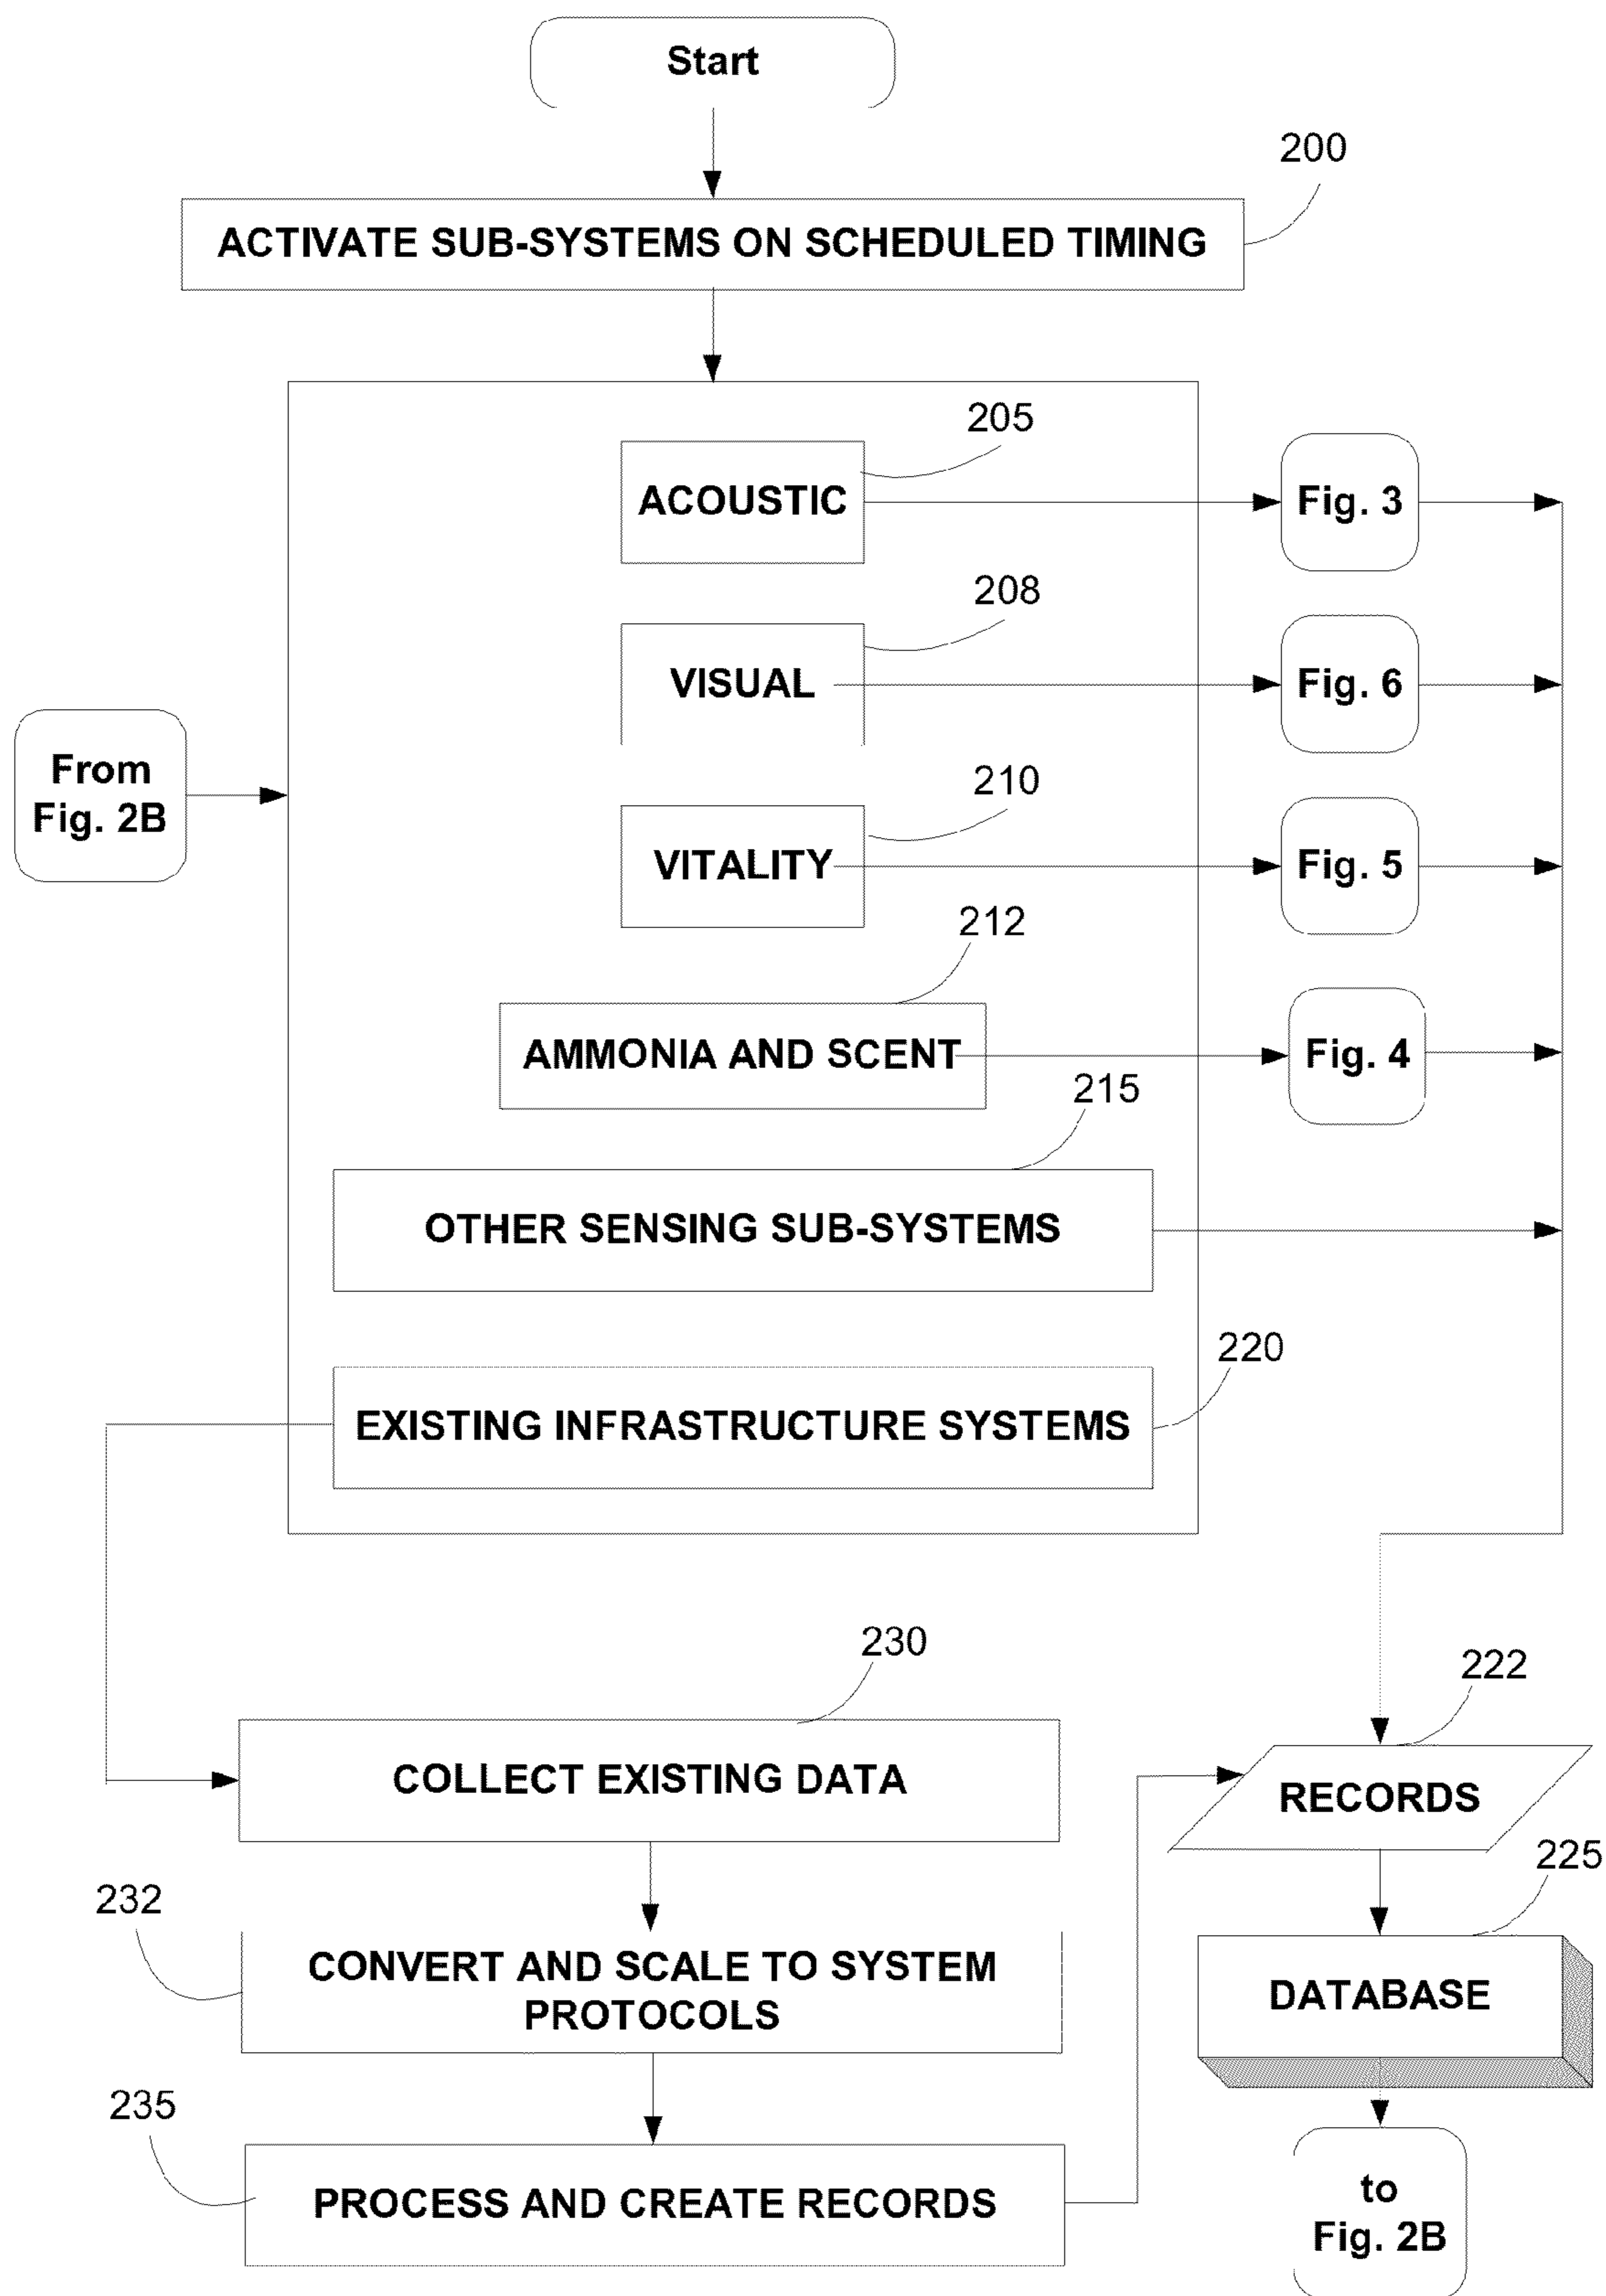 Start
200
ACTIVATE SUB-SYSTEMS ON SCHEDULED TIMING
205
ACOUSTIC
Fig. 3
208
VISUAL
Fig. 6
From
Fig. 2B
210
VITALITY
Fig. 5
212
AMMONIA AND SCENT
Fig. 4
215
OTHER SENSING SUB-SYSTEMS
220
EXISTING INFRASTRUCTURE SYSTEMS
230
COLLECT EXISTING DATA
222
RECORDS
232
CONVERT AND SCALE TO SYSTEM
PROTOCOLS
225
DATABASE
235
PROCESS AND CREATE RECORDS
to
Fig. 2B